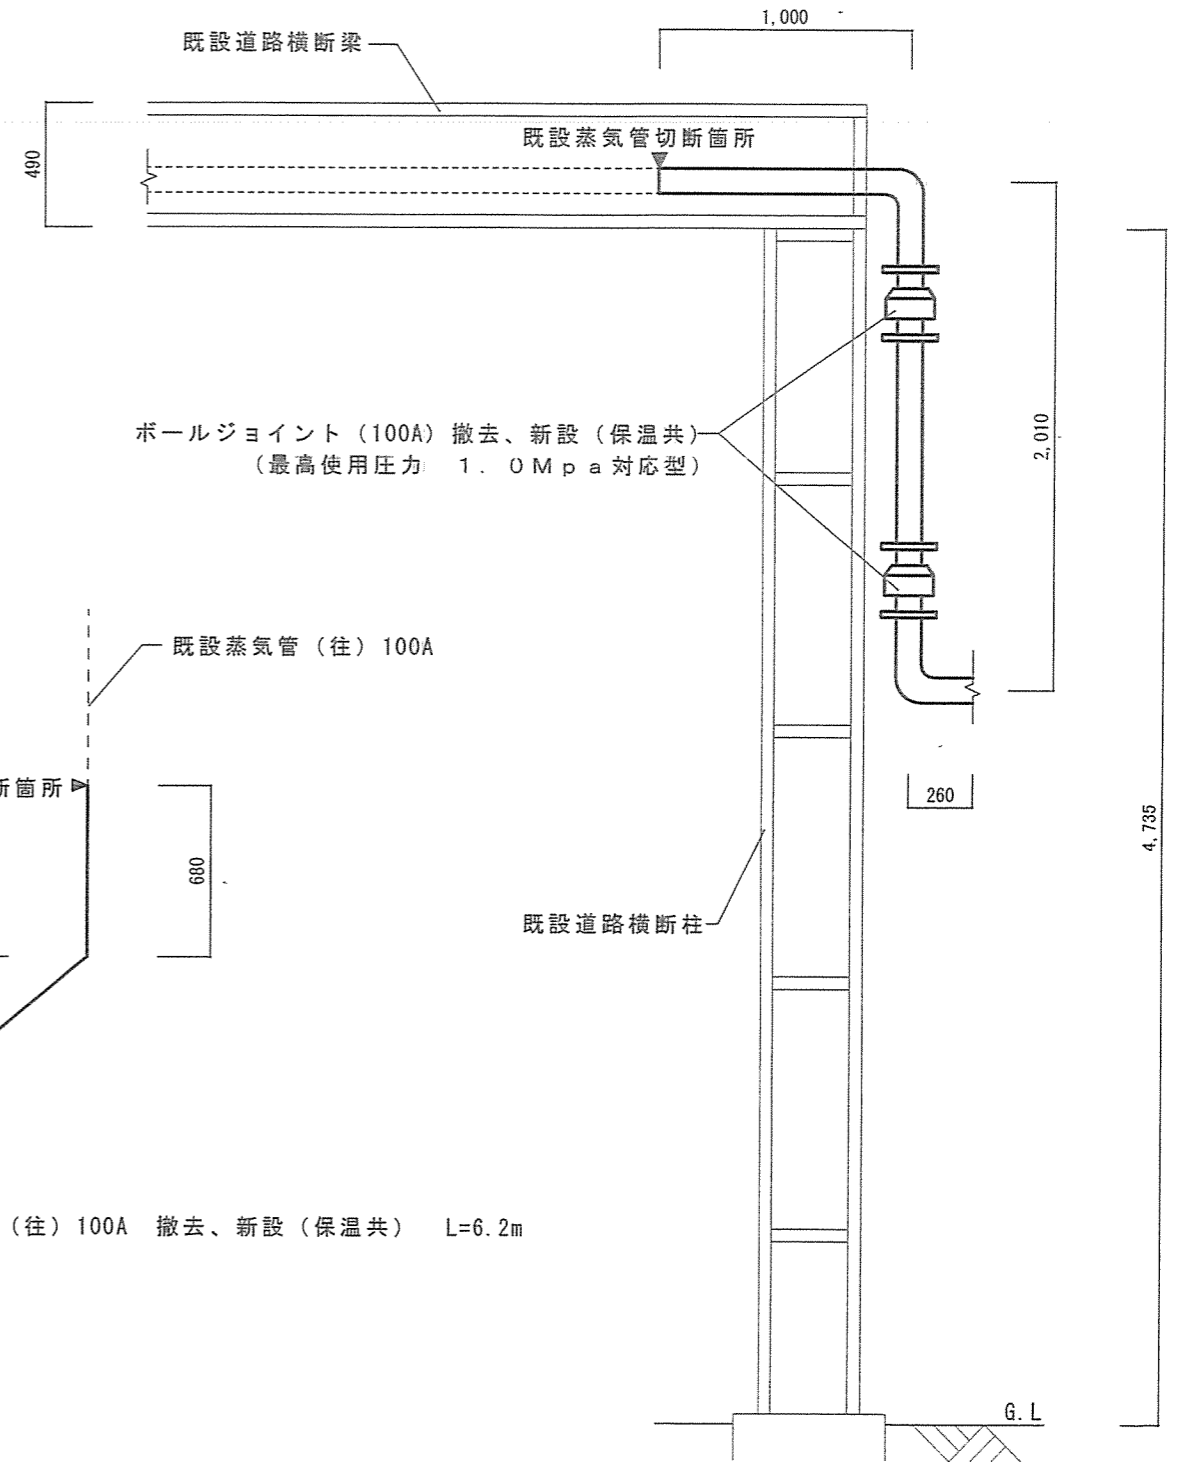 1,000
既設道路横断梁
490
既設蒸気管切断箇所
ボールジョイント（100A）撤去、新設（保温共）
（最高使用圧力　１．０Ｍｐａ対応型）
2,010
既設蒸気管（往）100A
断箇所
680
260
4,735
既設道路横断柱
（往）100A　撤去、新設（保温共）　L=6.2m
G.L